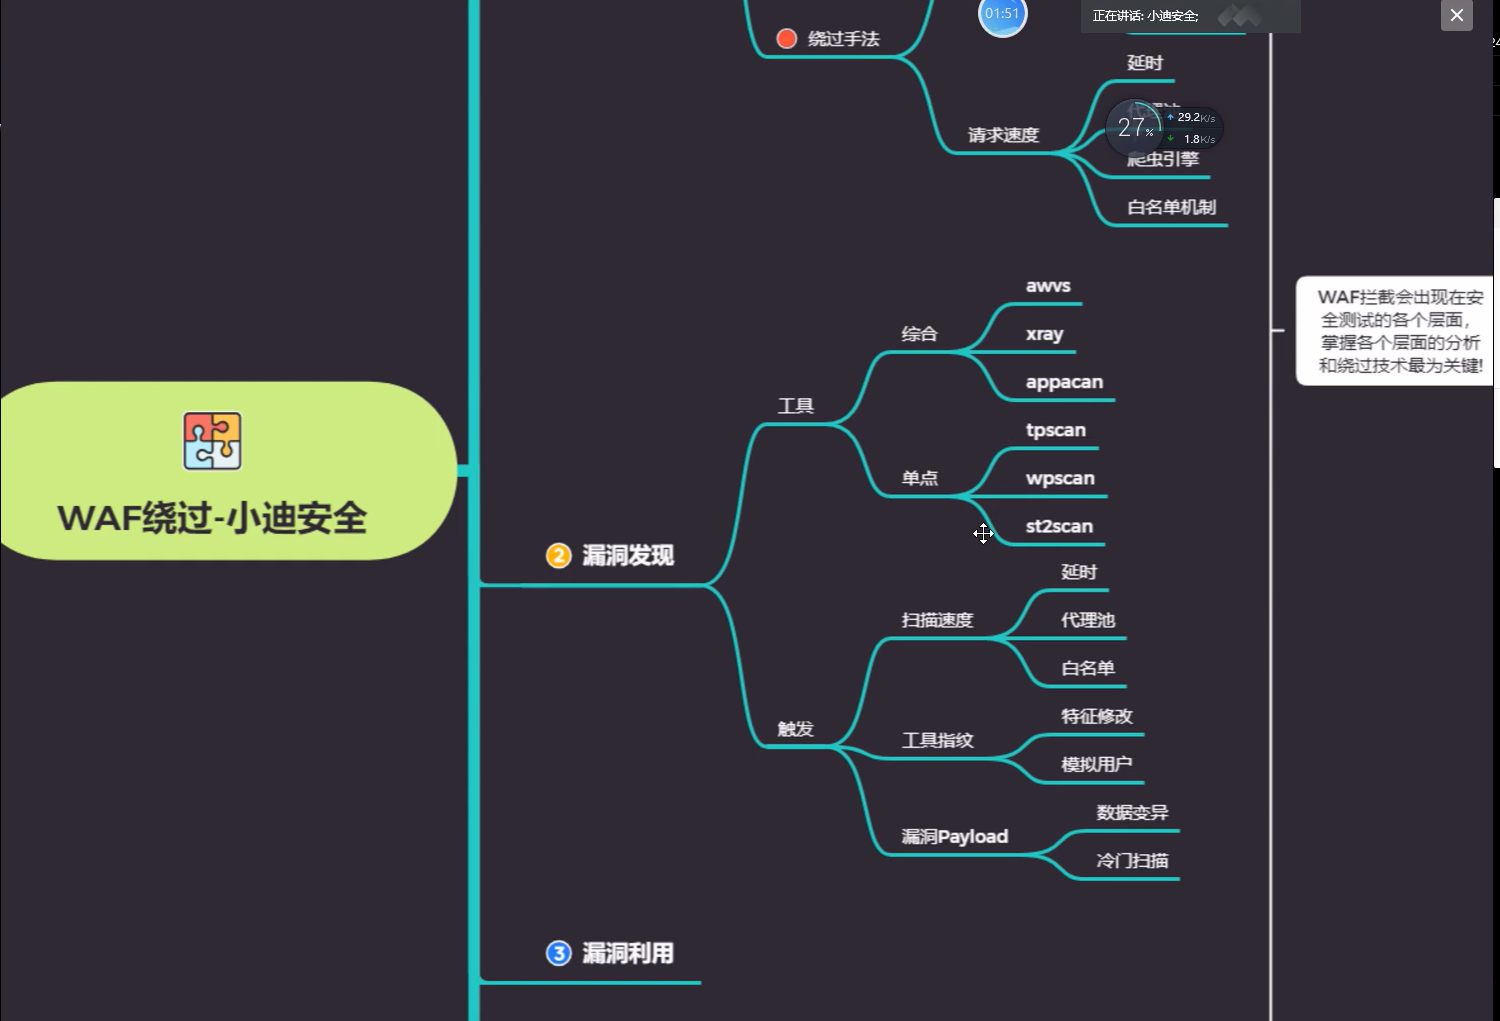 01:51
正在讲话: 小迪安全;
绕过手法
延时
请求速度
27%
29.2K/s
1.8K/s
爬虫引擎
白名单机制
awvs
综合
xray
appacan
工具
tpscan
单点
wpscan
st2scan
WAF拦截会出现在安
全测试的各个层面,
掌握各个层面的分析
和绕过技术最为关键!
WAF绕过-小迪安全
2 漏洞发现
延时
扫描速度
代理池
白名单
触发
特征修改
工具指纹
模拟用户
数据变异
漏洞Payload
冷门扫描
3 漏洞利用